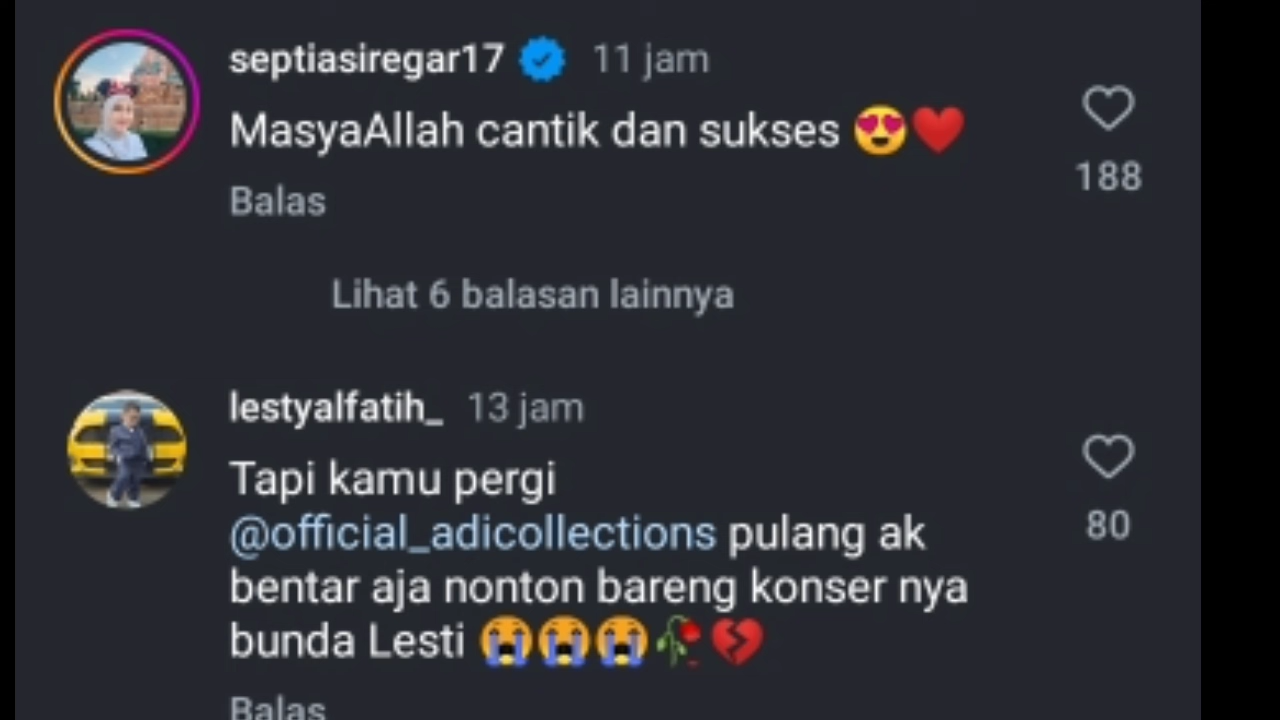 septiasiregar17 11 jam
MasyaAllah cantik dan sukses 😍❤️
188
Balas
Lihat 6 balasan lainnya
lestyalfatih_ 13 jam
Tapi kamu pergi
@official_adicollections pulang ak
bentar aja nonton bareng konser nya
80
bunda Lesti 😭😭😭🥀💔
Balas